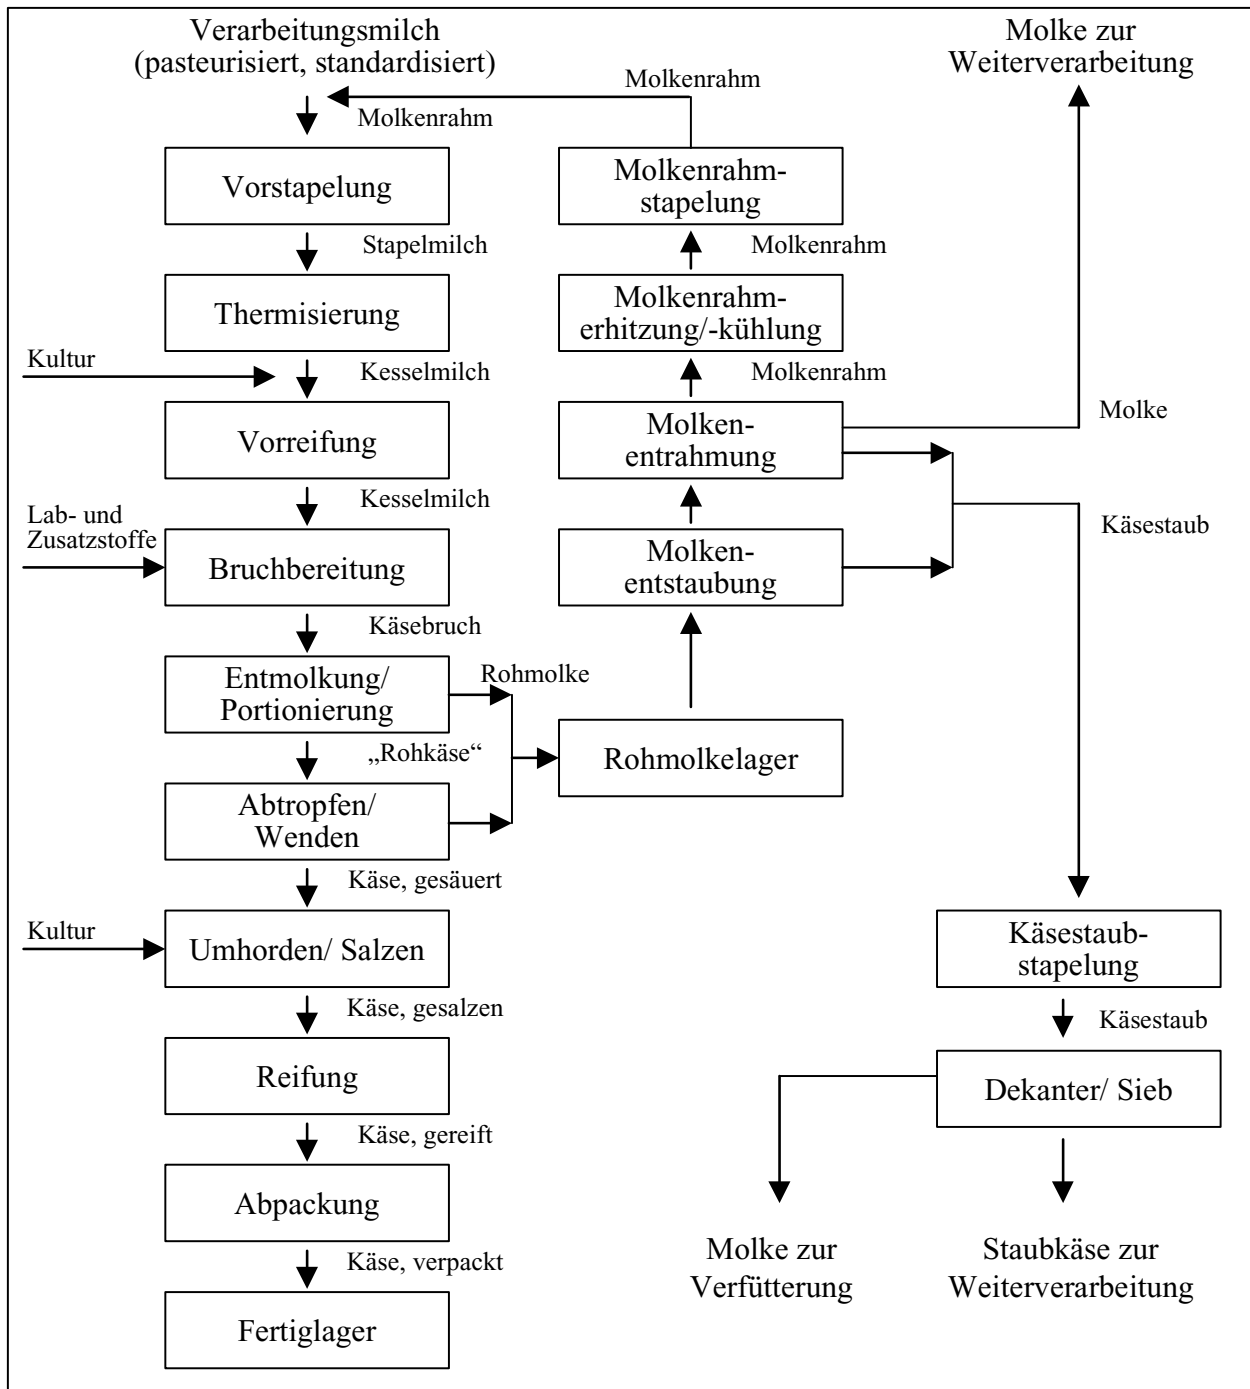 Verarbeitungsmilch
(pasteurisiert, standardisiert)
Molkenrahm
Vorstapelung
Stapelmilch
Thermisierung
Kultur
Kesselmilch
Vorreifung
Kesselmilch
Lab- und
Zusatzstoffe
Bruchbereitung
Käsebruch
Entmolkung/
Portionierung
Rohmolke
„Rohkäse“
Abtropfen/
Wenden
Käse, gesäuert
Kultur
Umhorden/ Salzen
Käse, gesalzen
Reifung
Käse, gereift
Abpackung
Käse, verpackt
Fertiglager
Molkenrahm
Molkenrahm-
stapelung
Molkenrahm
Molkenrahm-
erhitzung/-kühlung
Molkenrahm
Molken-
entrahmung
Molken-
entstaubung
Rohmolkelager
Molke zur
Weiterverarbeitung
Molke
Käsestaub
Käsestaub-
stapelung
Käsestaub
Dekanter/ Sieb
Molke zur
Verfütterung
Staubkäse zur
Weiterverarbeitung